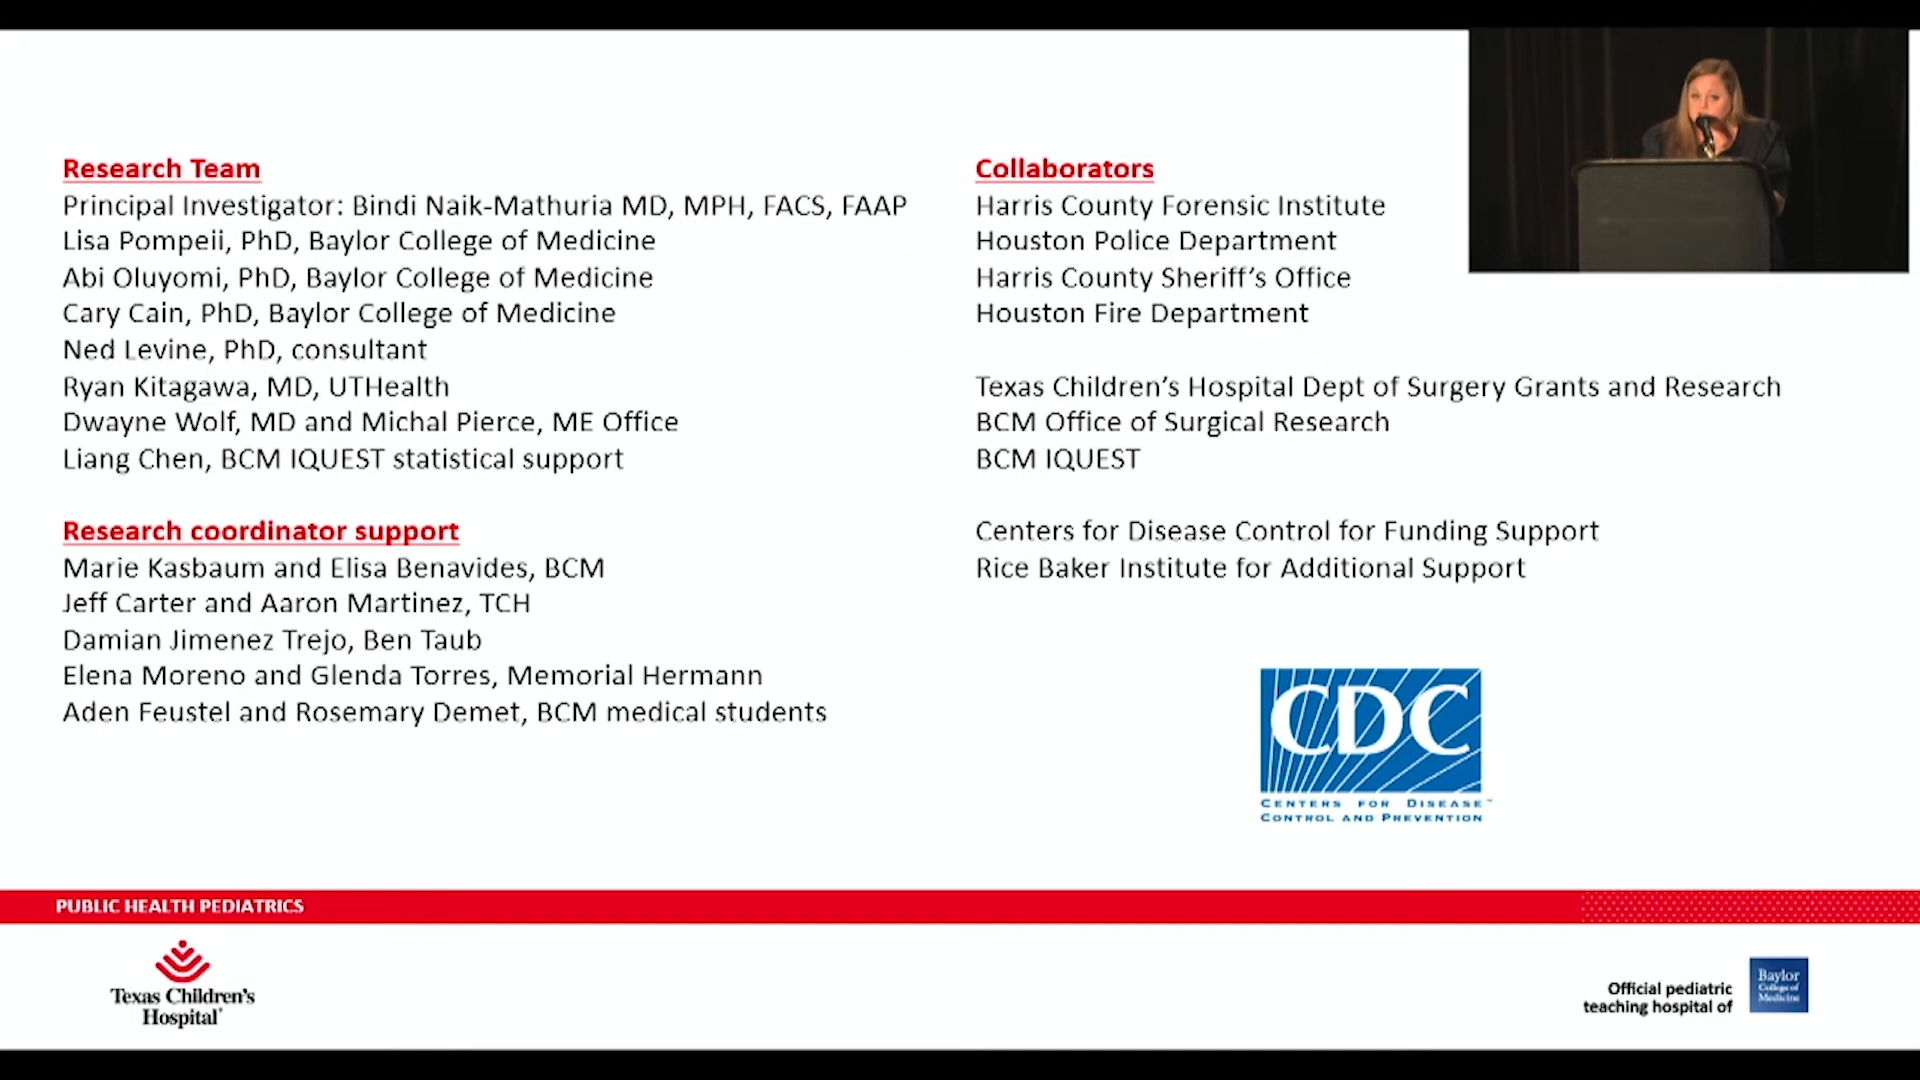 Research Team
Principal Investigator: Bindi Naik-Mathuria MD, MPH, FACS, FAAP
Lisa Pompeii, PhD, Baylor College of Medicine
Abi Oluyomi, PhD, Baylor College of Medicine
Cary Cain, PhD, Baylor College of Medicine
Ned Levine, PhD, consultant
Ryan Kitagawa, MD, UTHealth
Dwayne Wolf, MD and Michal Pierce, ME Office
Liang Chen, BCM IQUEST statistical support
Research coordinator support
Marie Kasbaum and Elisa Benavides, BCM
Jeff Carter and Aaron Martinez, TCH
Damian Jimenez Trejo, Ben Taub
Elena Moreno and Glenda Torres, Memorial Hermann
Aden Feustel and Rosemary Demet, BCM medical students
Collaborators
Harris County Forensic Institute
Houston Police Department
Harris County Sheriff's Office
Houston Fire Department
Texas Children's Hospital Dept of Surgery Grants and Research
BCM Office of Surgical Research
BCM IQUEST
Centers for Disease Control for Funding Support
Rice Baker Institute for Additional Support
CDC
CENTERS FOR DISEASE™
CONTROL AND PREVENTION
PUBLIC HEALTH PEDIATRICS
Texas Children's
Hospital®
Official pediatric
teaching hospital of
Baylor
College of
Medicine